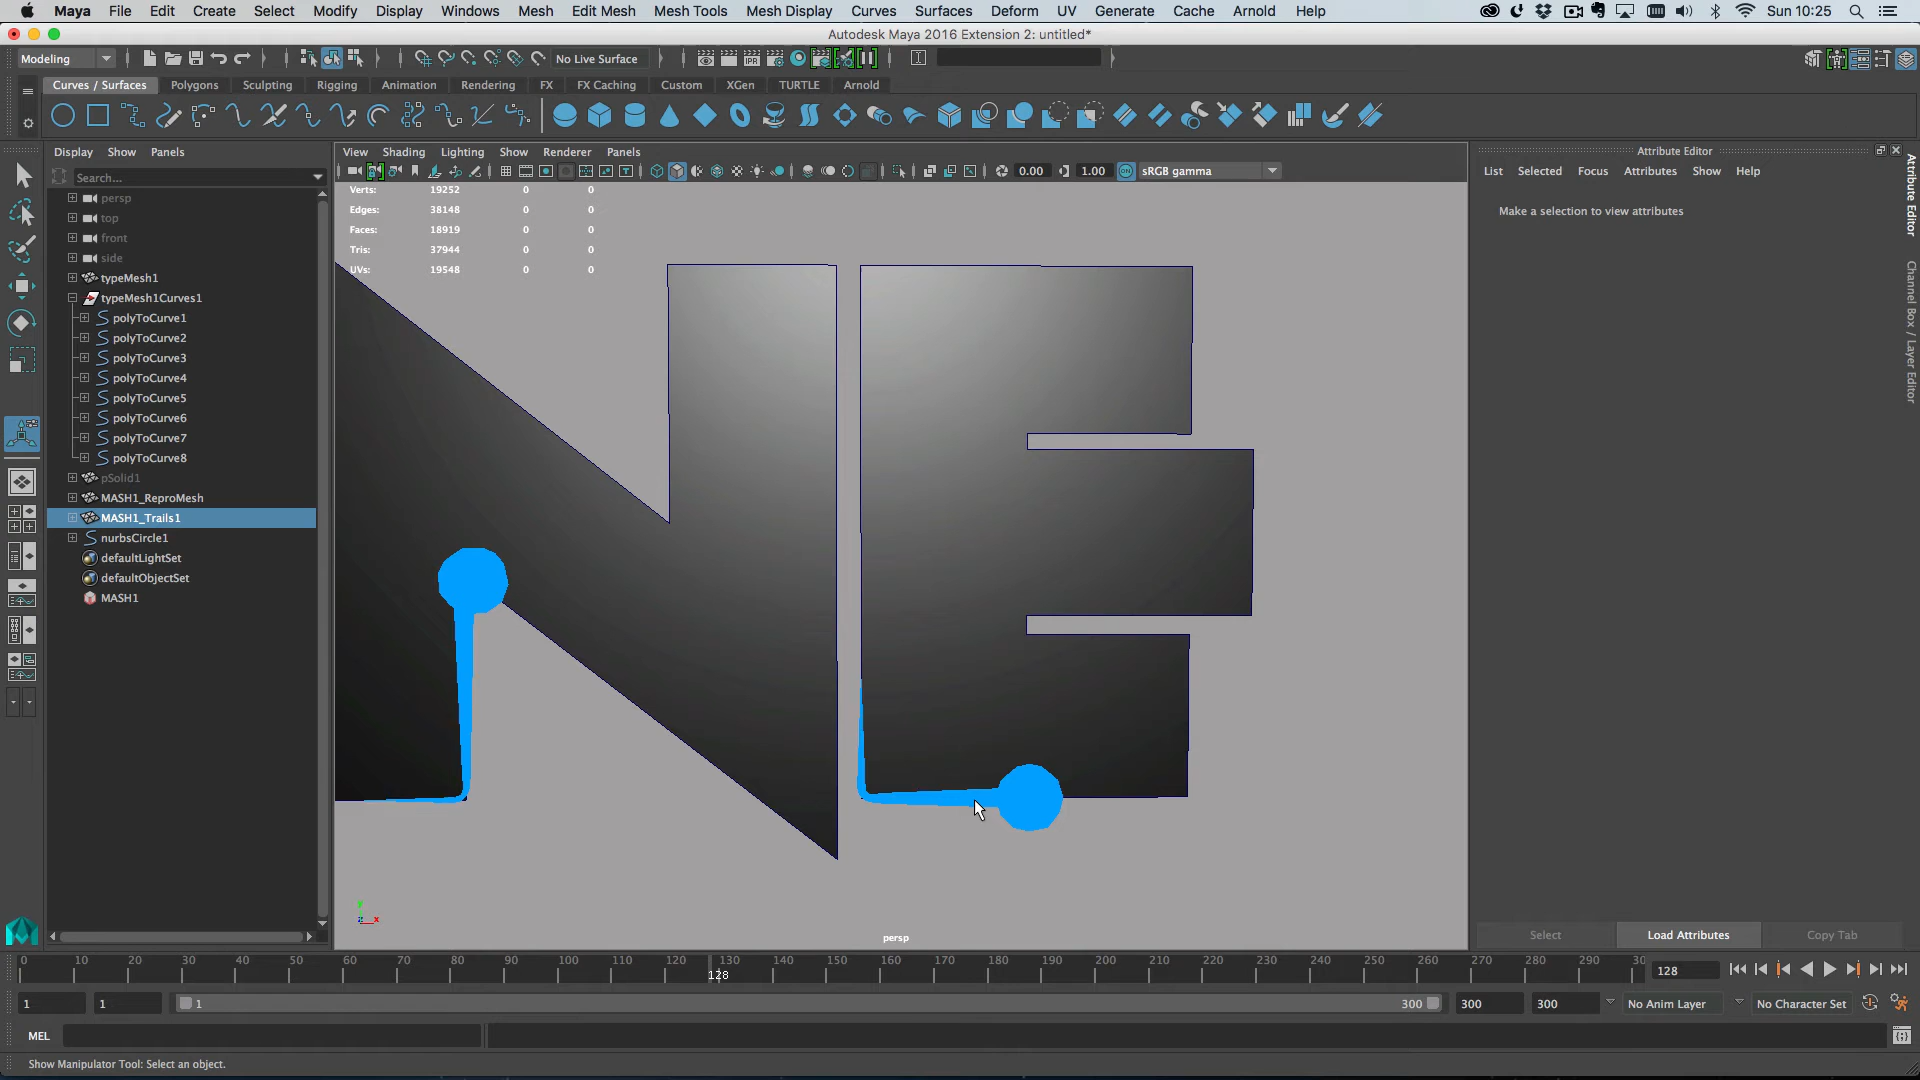 Maya File Edit Create Select Modify Display Windows Mesh Edit Mesh Mesh Tools Mesh Display Curves Surfaces Deform UV Generate Cache Arnold Help Sun 10:25
Autodesk Maya 2016 Extension 2: untitled*
Modeling No Live Surface
Curves / Surfaces Polygons Sculpting Rigging Animation Rendering FX FX Caching Custom XGen TURTLE Arnold
Display Show Panels
Search...
persp
top
front
side
typeMesh1
typeMesh1Curves1
polyToCurve1
polyToCurve2
polyToCurve3
polyToCurve4
polyToCurve5
polyToCurve6
polyToCurve7
polyToCurve8
pSolid1
MASH1_ReproMesh
MASH1_Trails1
nurbsCircle1
defaultLightSet
defaultObjectSet
MASH1
View Shading Lighting Show Renderer Panels
0.00 1.00 sRGB gamma
Verts: 19252 0 0
Edges: 38148 0 0
Faces: 18919 0 0
Tris: 37944 0 0
UVs: 19548 0 0
persp
Attribute Editor
List Selected Focus Attributes Show Help
Make a selection to view attributes
Select Load Attributes Copy Tab
Attribute Editor
Channel Box / Layer Editor
0 10 20 30 40 50 60 70 80 90 100 110 120 130 140 150 160 170 180 190 200 210 220 230 240 250 260 270 280 290 30
128
128
1 1 1 300 300 300 No Anim Layer No Character Set
MEL
Show Manipulator Tool: Select an object.